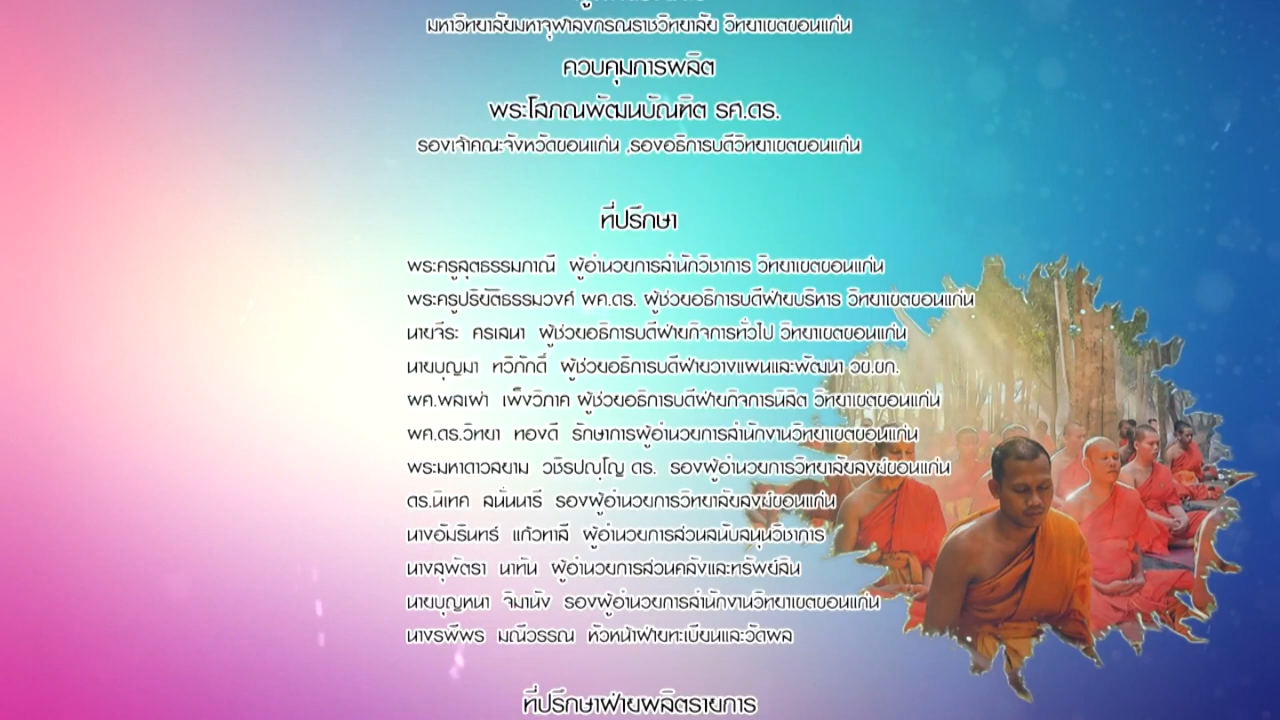 มหาวิทยาลัยมหาจุฬาลงกรณราชวิทยาลัย วิทยาเขตขอนแก่น
ควบคุมการผลิต
พระโสภณพัฒนบัณฑิต รศ.ดร.
รองเจ้าคณะจังหวัดขอนแก่น ,รองอธิการบดีวิทยาเขตขอนแก่น
ที่ปรึกษา
พระครูสุตธรรมภาณี ผู้อำนวยการสำนักวิชาการ วิทยาเขตขอนแก่น
พระครูปริยัติธรรมวงศ์ ผศ.ดร. ผู้ช่วยอธิการบดีฝ่ายบริหาร วิทยาเขตขอนแก่น
นายจีระ ศรเสนา ผู้ช่วยอธิการบดีฝ่ายกิจการทั่วไป วิทยาเขตขอนแก่น
นายบุญมา ทวิภักดิ์ ผู้ช่วยอธิการบดีฝ่ายวางแผนและพัฒนา วข.ขก.
ผศ.พลเผ่า เพ็งวิภาศ ผู้ช่วยอธิการบดีฝ่ายกิจการนิสิต วิทยาเขตขอนแก่น
ผศ.ดร.วิทยา ทองดี รักษาการผู้อำนวยการสำนักงานวิทยาเขตขอนแก่น
พระมหาดาวสยาม วชิรปญฺโญ ดร. รองผู้อำนวยการวิทยาลัยสงฆ์ขอนแก่น
ดร.นิเทศ สนั่นนารี รองผู้อำนวยการวิทยาลัยสงฆ์ขอนแก่น
นางอัมรินทร์ แก้วทาสี ผู้อำนวยการส่วนสนับสนุนวิชาการ
นางสุพัตรา นาทัน ผู้อำนวยการส่วนคลังและทรัพย์สิน
นายบุญหนา จิมานัง รองผู้อำนวยการสำนักงานวิทยาเขตขอนแก่น
นางรพีพร มณีวรรณ หัวหน้าฝ่ายทะเบียนและวัดผล
ที่ปรึกษาฝ่ายผลิตรายการ